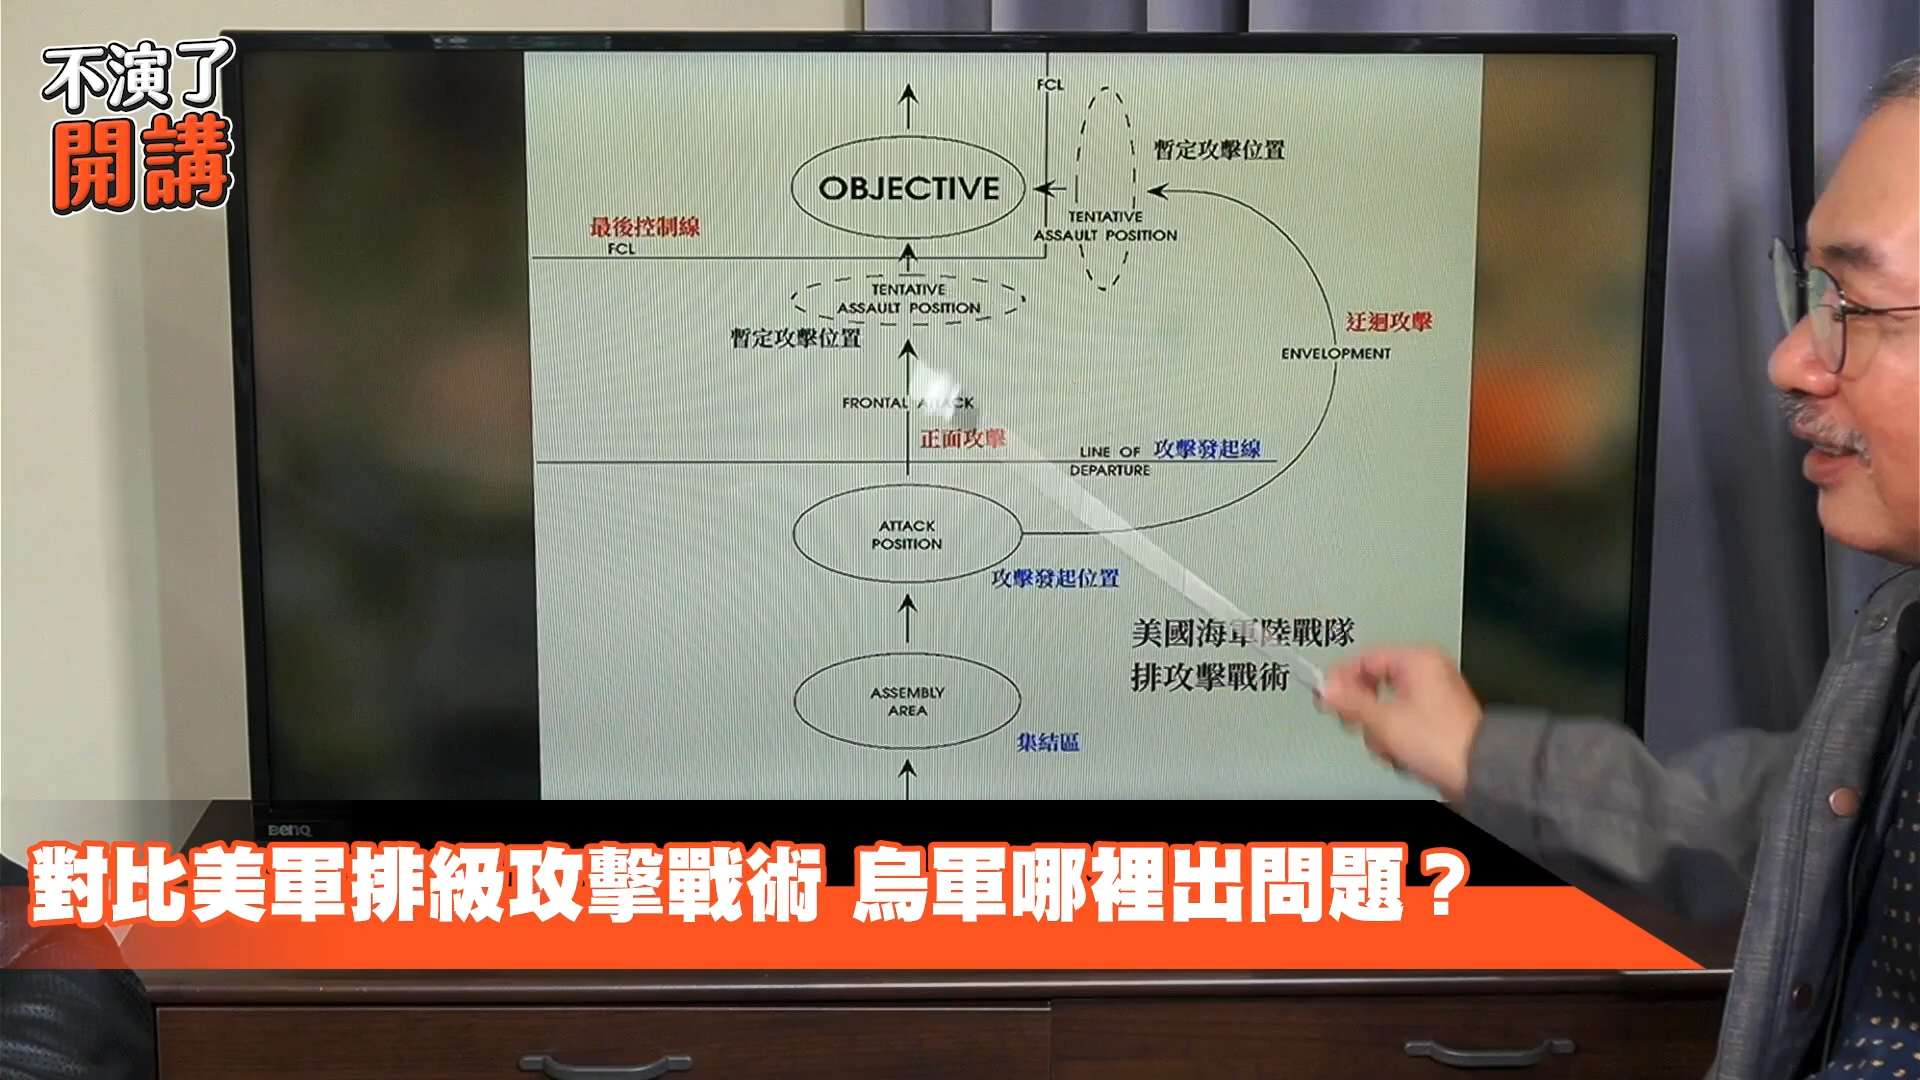 不演了
開講
FCL
暫定攻擊位置
OBJECTIVE
TENTATIVE
ASSAULT POSITION
最後控制線
FCL
TENTATIVE
ASSAULT POSITION
暫定攻擊位置
迂迴攻擊
ENVELOPMENT
FRONTAL ATTACK
正面攻擊
LINE OF
DEPARTURE
攻擊發起線
ATTACK
POSITION
攻擊發起位置
美國海軍陸戰隊
排攻擊戰術
ASSEMBLY
AREA
集結區
BenQ
對比美軍排級攻擊戰術 烏軍哪裡出問題？